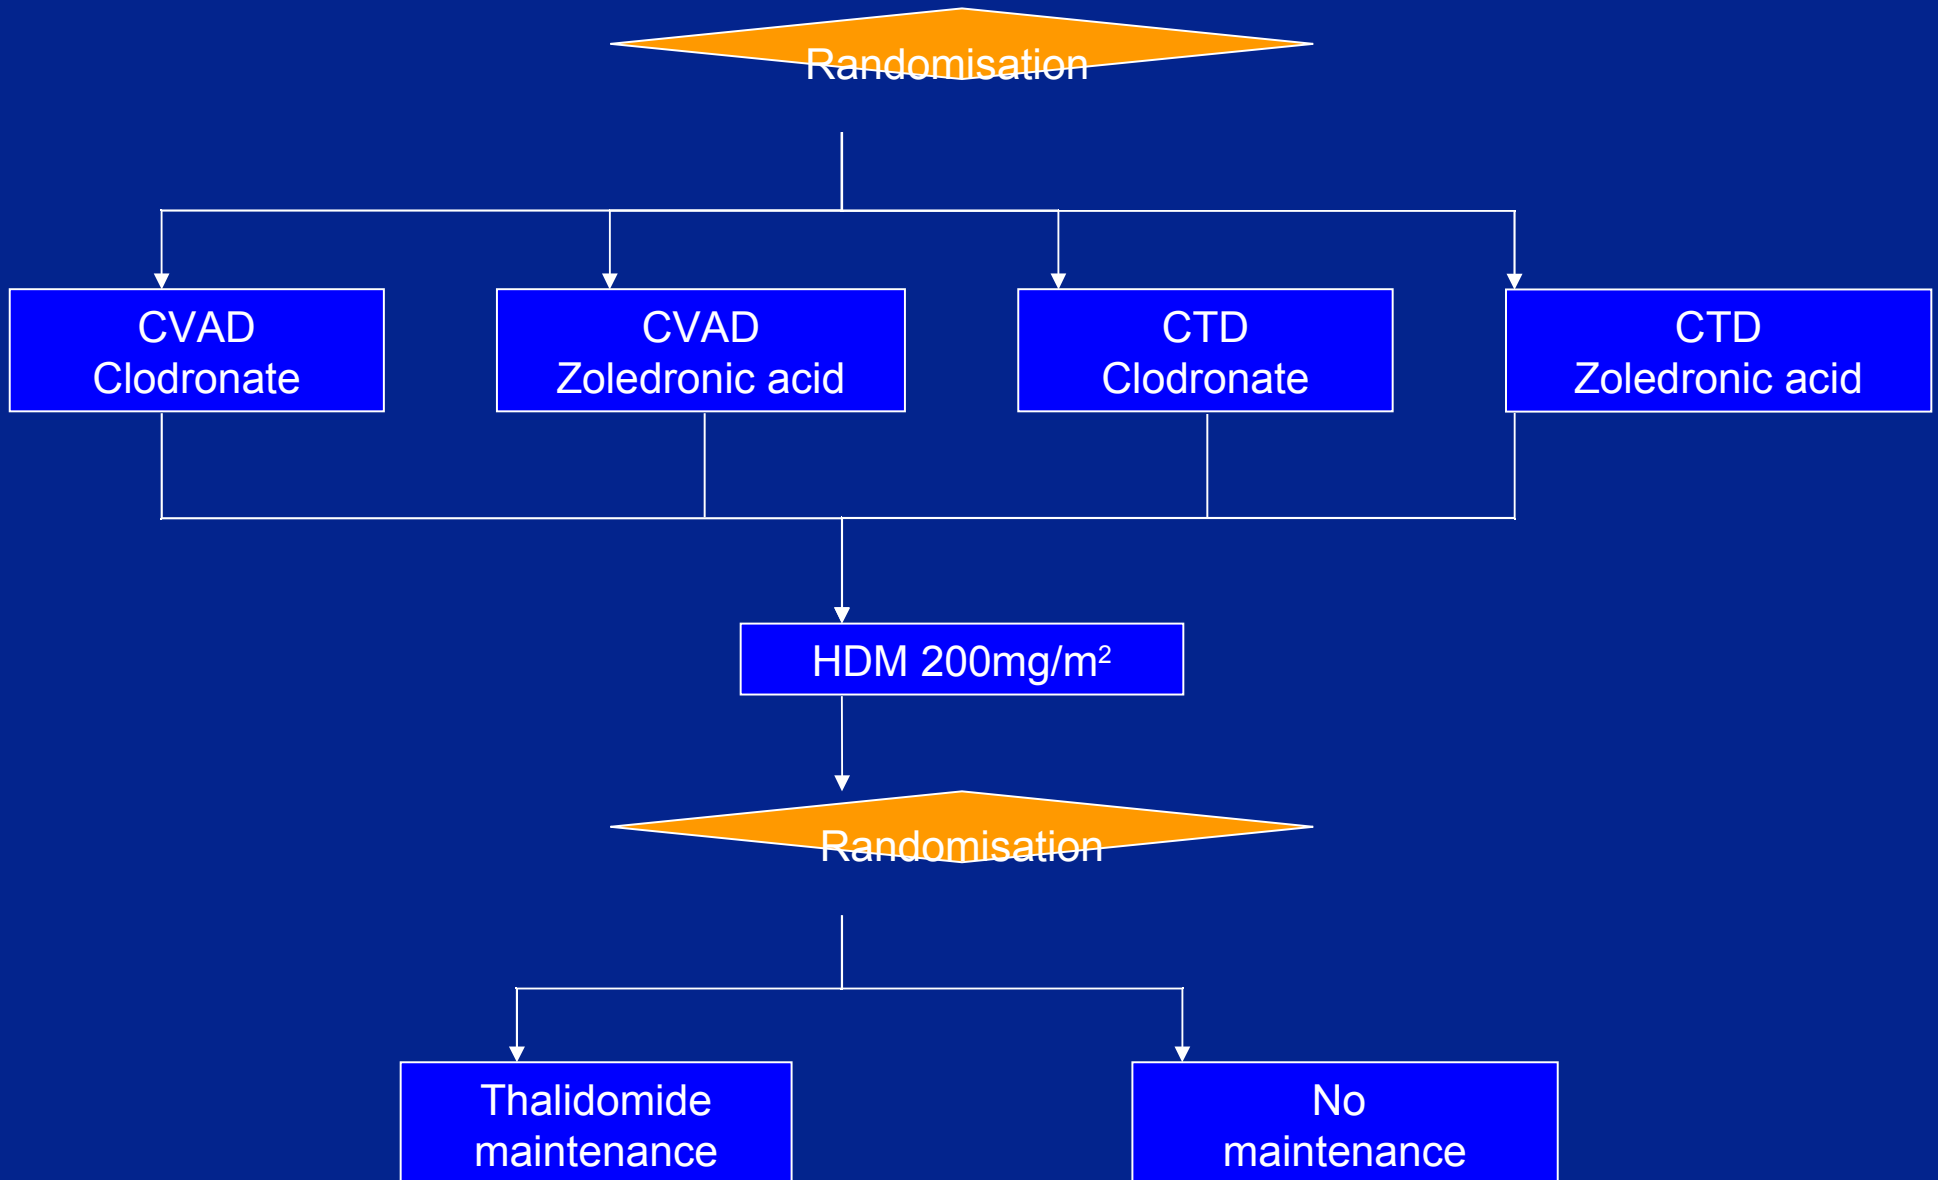 Randomisation
CVAD
Clodronate
CVAD
Zoledronic acid
CTD
Clodronate
CTD
Zoledronic acid
HDM 200mg/m²
Randomisation
Thalidomide
maintenance
No
maintenance